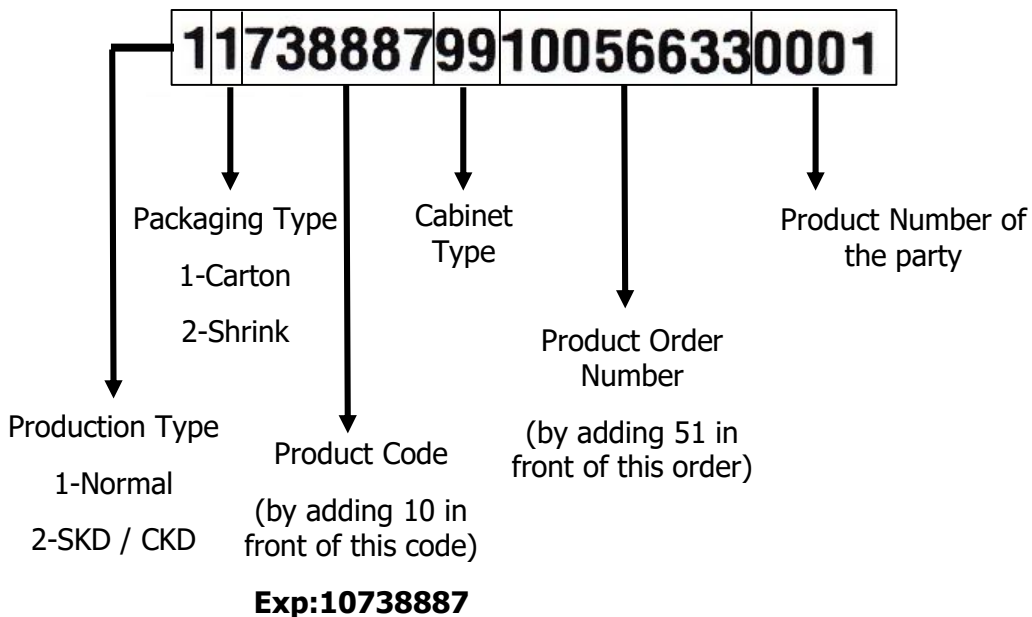 1173888799100566330001
Packaging Type
1-Carton
2-Shrink
Cabinet
Type
Product Number of
the party
Product Order
Number
(by adding 51 in
front of this order)
Production Type
1-Normal
2-SKD / CKD
Product Code
(by adding 10 in
front of this code)
Exp:10738887